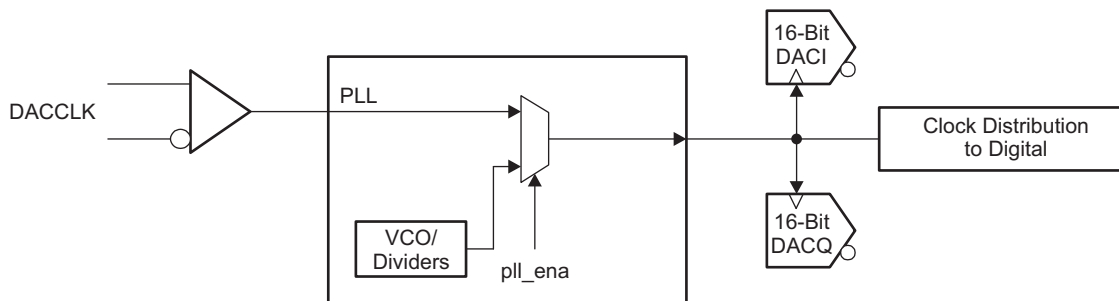 DACCLK
PLL
VCO/
Dividers
pll_ena
16-Bit
DACI
Clock Distribution
to Digital
16-Bit
DACQ